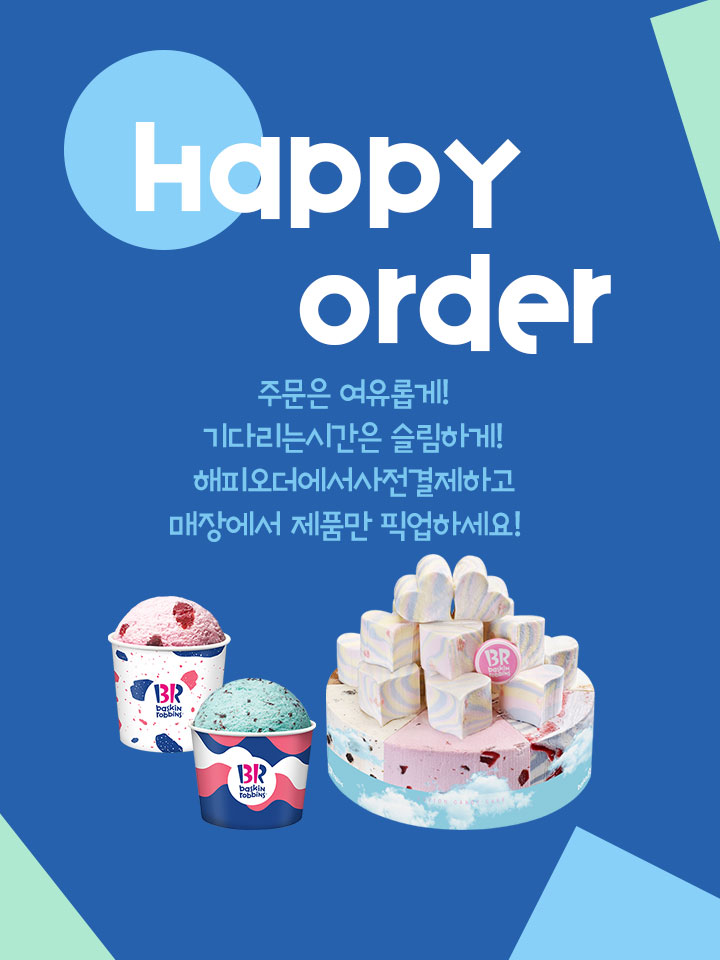 Happy
order
주문은 여유롭게!
기다리는시간은 슬림하게!
해피오더에서사전결제하고
매장에서 제품만 픽업하세요!
BR
baskin
robbins
BR
baskin
robbins
BR
baskin
robbins